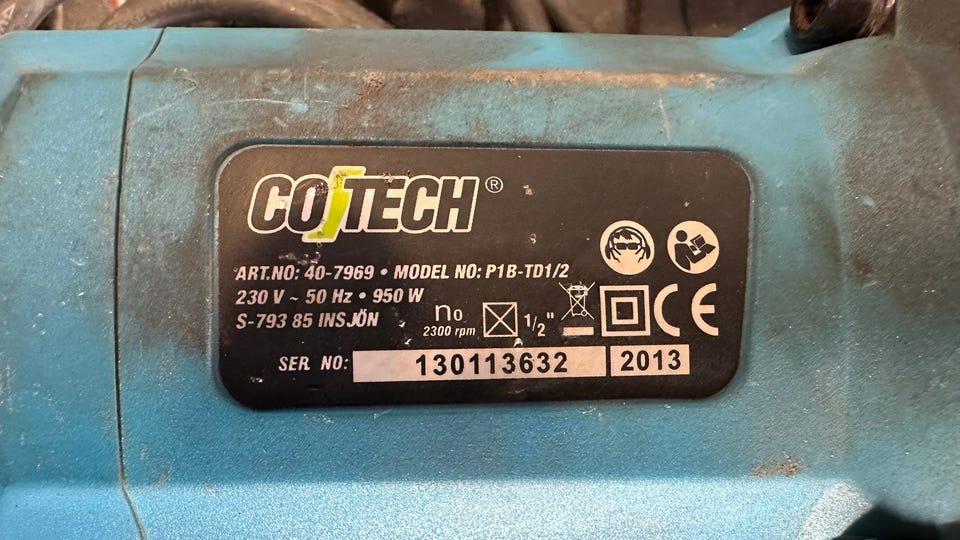 COTECH®
ART.NO: 40-7969 • MODEL NO: P1B-TD1/2
230 V ~ 50 Hz • 950 W
S-793 85 INSJÖN
n₀
2300 rpm
1/2"
CE
SER. NO: 130113632 2013